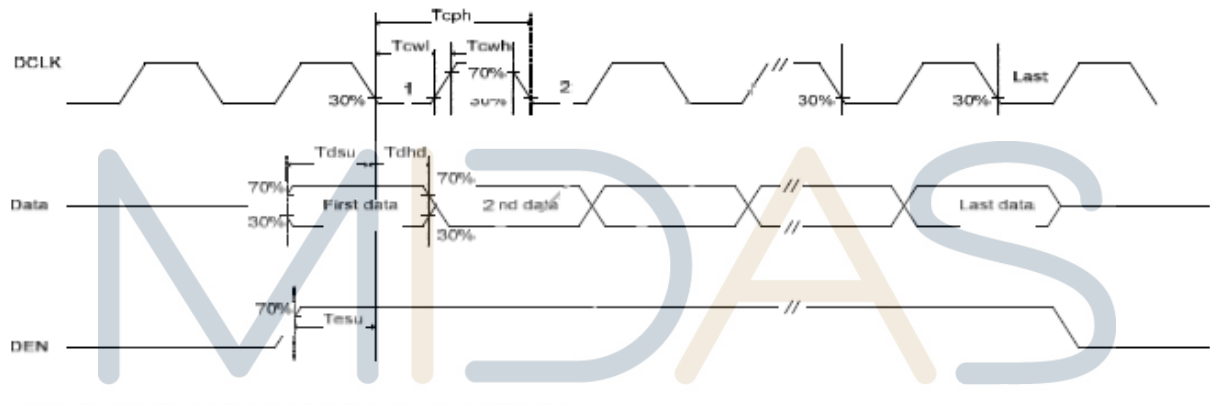 Tcph
Tcwl Tcwh
DCLK
70%
30% 1 30% 2 // 30% 30% Last
Tdsu Tdhd
70% 70%
Data First data 2 nd data // // Last data
30% 30%
70% //
Tesu
DEN
MIDAS